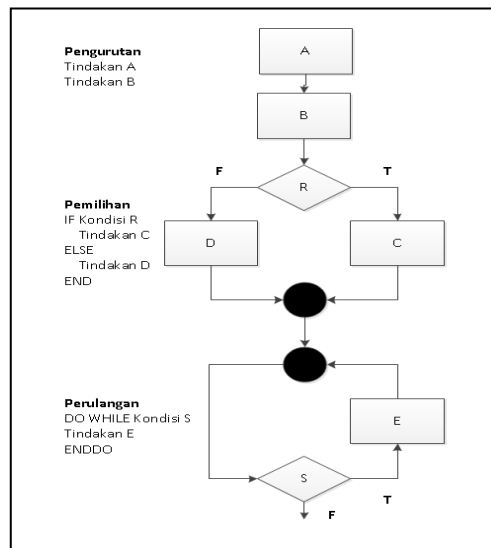 Pengurutan
Tindakan A
Tindakan B
A
B
F
T
R
Pemilihan
IF Kondisi R
Tindakan C
ELSE
Tindakan D
END
D
C
Perulangan
DO WHILE Kondisi S
Tindakan E
ENDDO
E
S
T
F